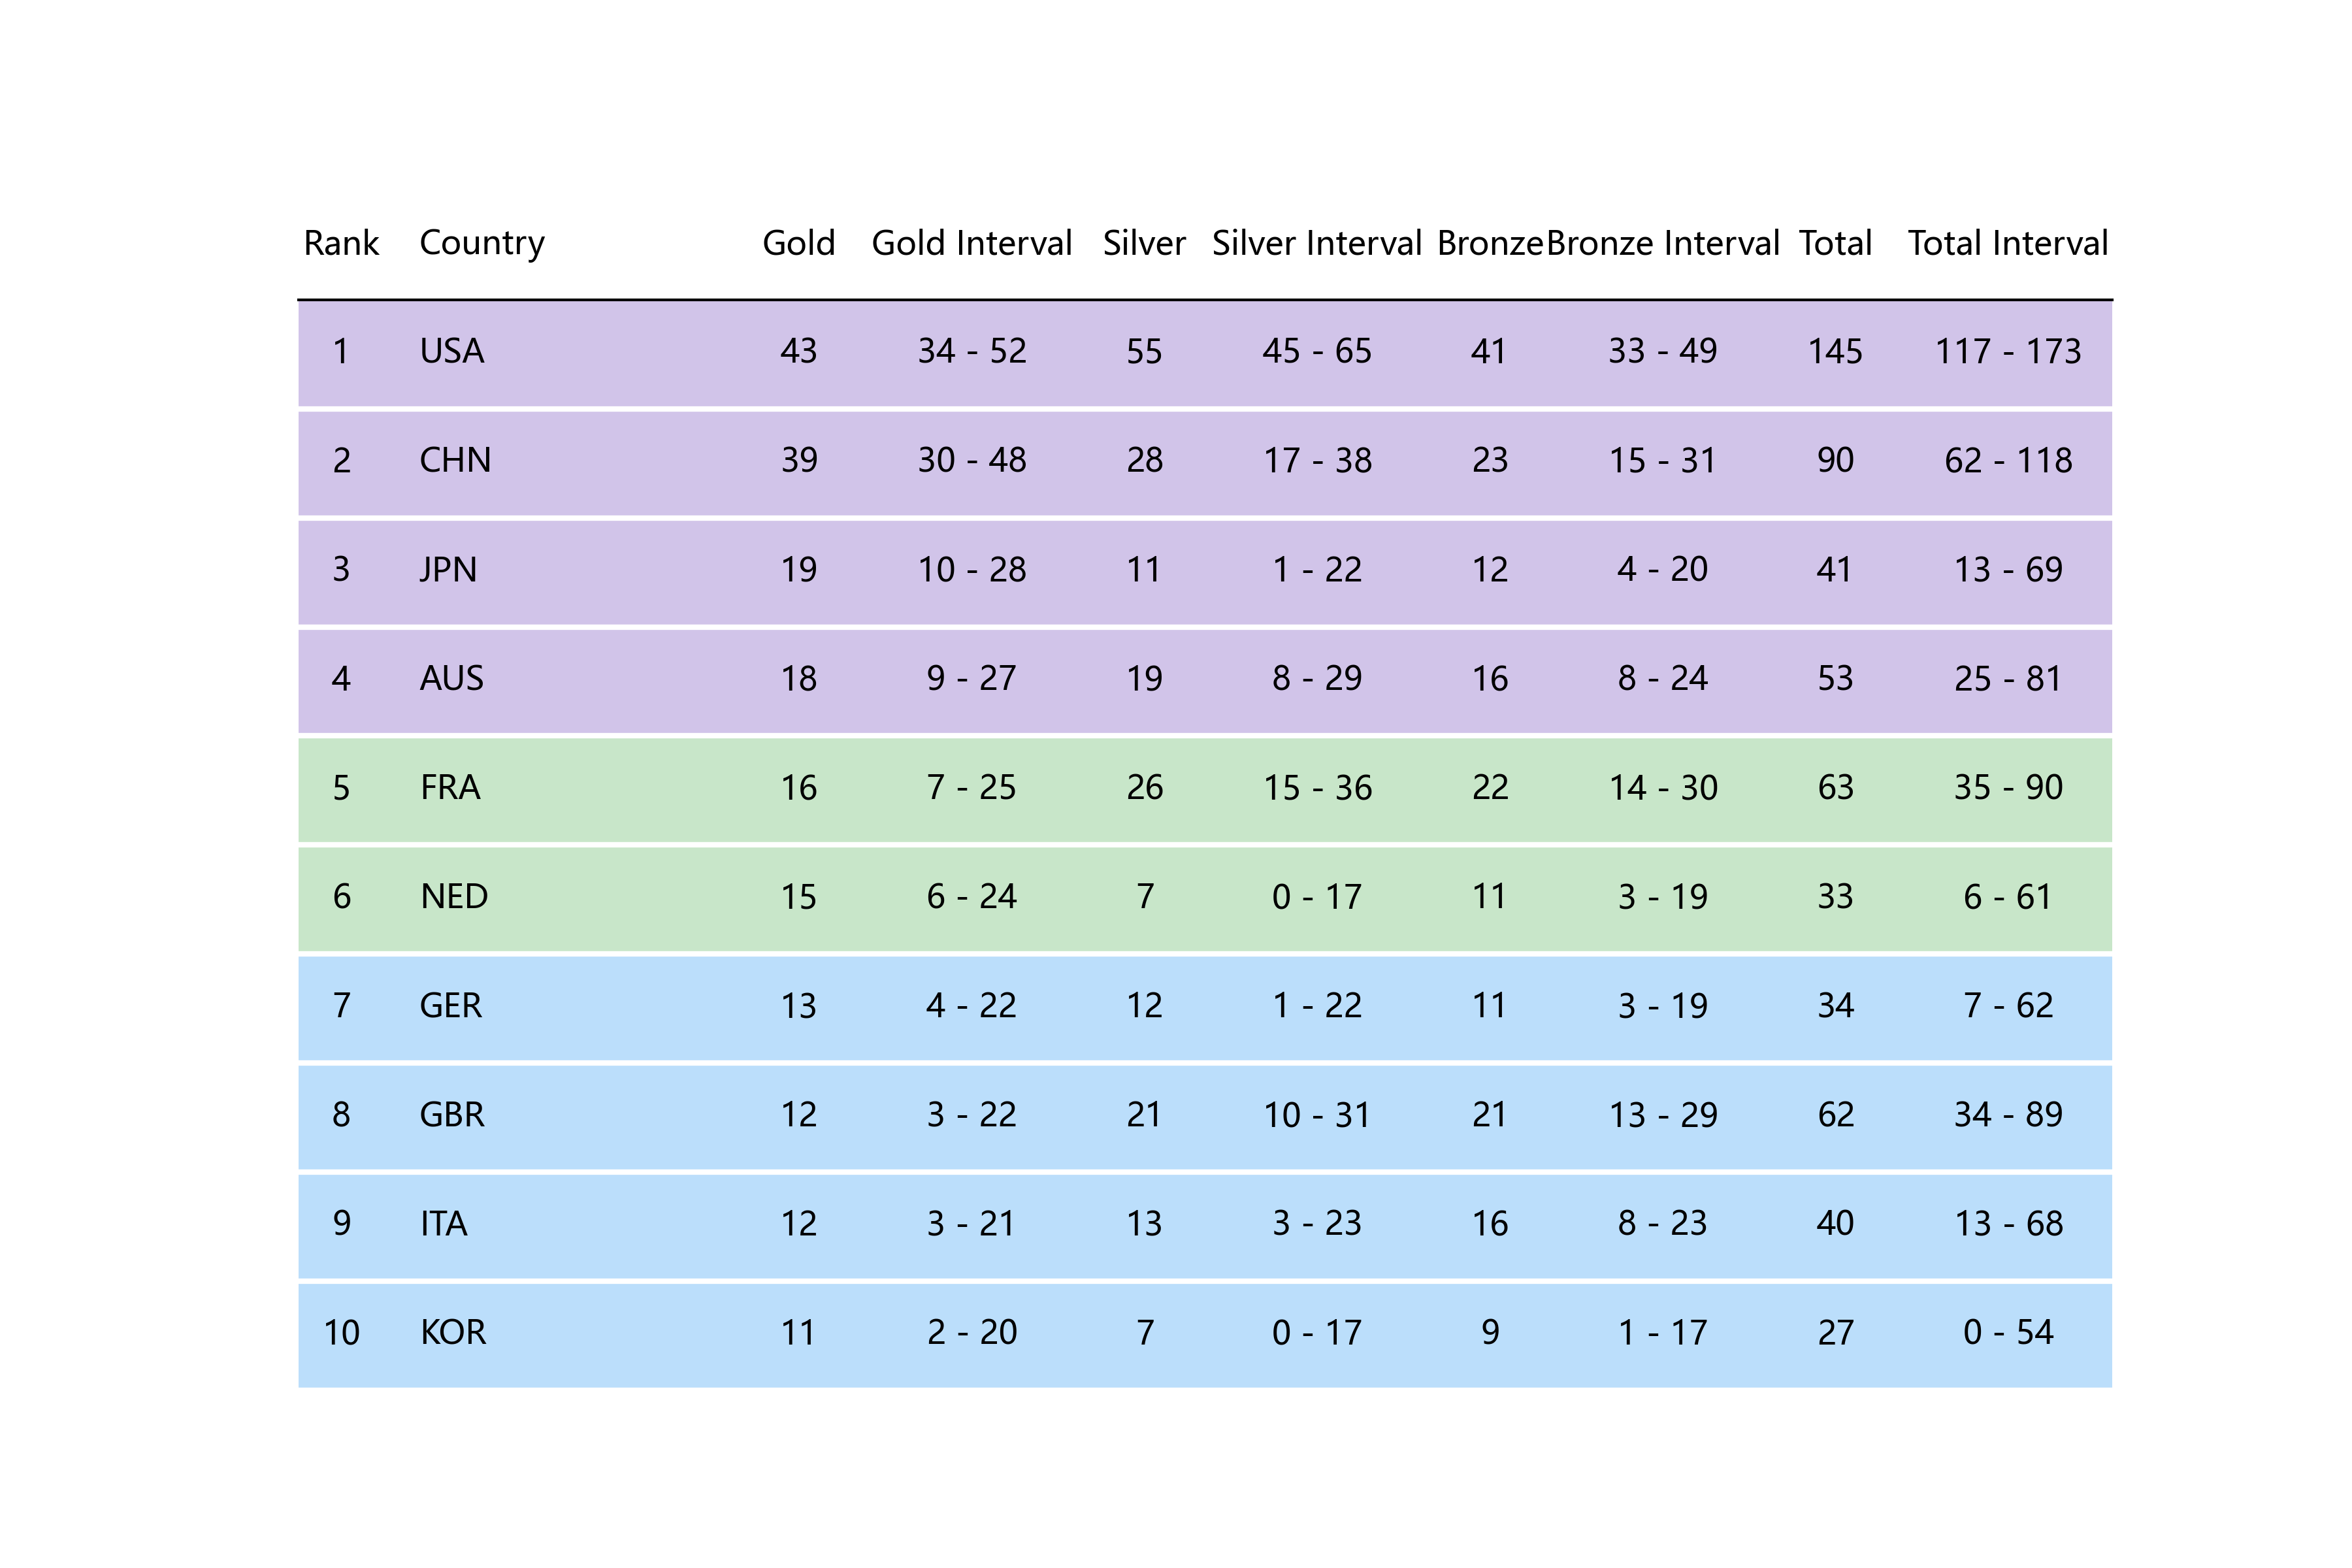 Rank Country Gold Gold Interval Silver Silver Interval Bronze Bronze Interval Total Total Interval
1 USA 43 34 - 52 55 45 - 65 41 33 - 49 145 117 - 173
2 CHN 39 30 - 48 28 17 - 38 23 15 - 31 90 62 - 118
3 JPN 19 10 - 28 11 1 - 22 12 4 - 20 41 13 - 69
4 AUS 18 9 - 27 19 8 - 29 16 8 - 24 53 25 - 81
5 FRA 16 7 - 25 26 15 - 36 22 14 - 30 63 35 - 90
6 NED 15 6 - 24 7 0 - 17 11 3 - 19 33 6 - 61
7 GER 13 4 - 22 12 1 - 22 11 3 - 19 34 7 - 62
8 GBR 12 3 - 22 21 10 - 31 21 13 - 29 62 34 - 89
9 ITA 12 3 - 21 13 3 - 23 16 8 - 23 40 13 - 68
10 KOR 11 2 - 20 7 0 - 17 9 1 - 17 27 0 - 54